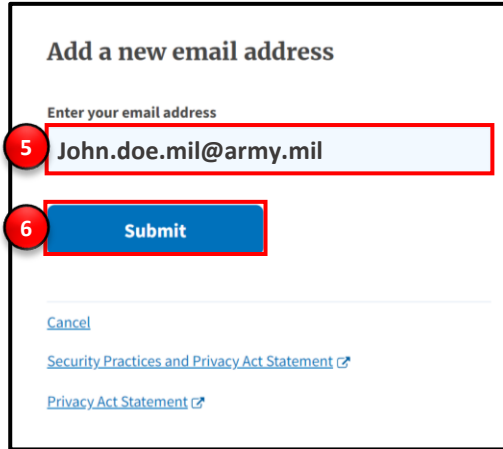 Add a new email address
Enter your email address
5
John.doe.mil@army.mil
6
Submit
Cancel
Security Practices and Privacy Act Statement
Privacy Act Statement